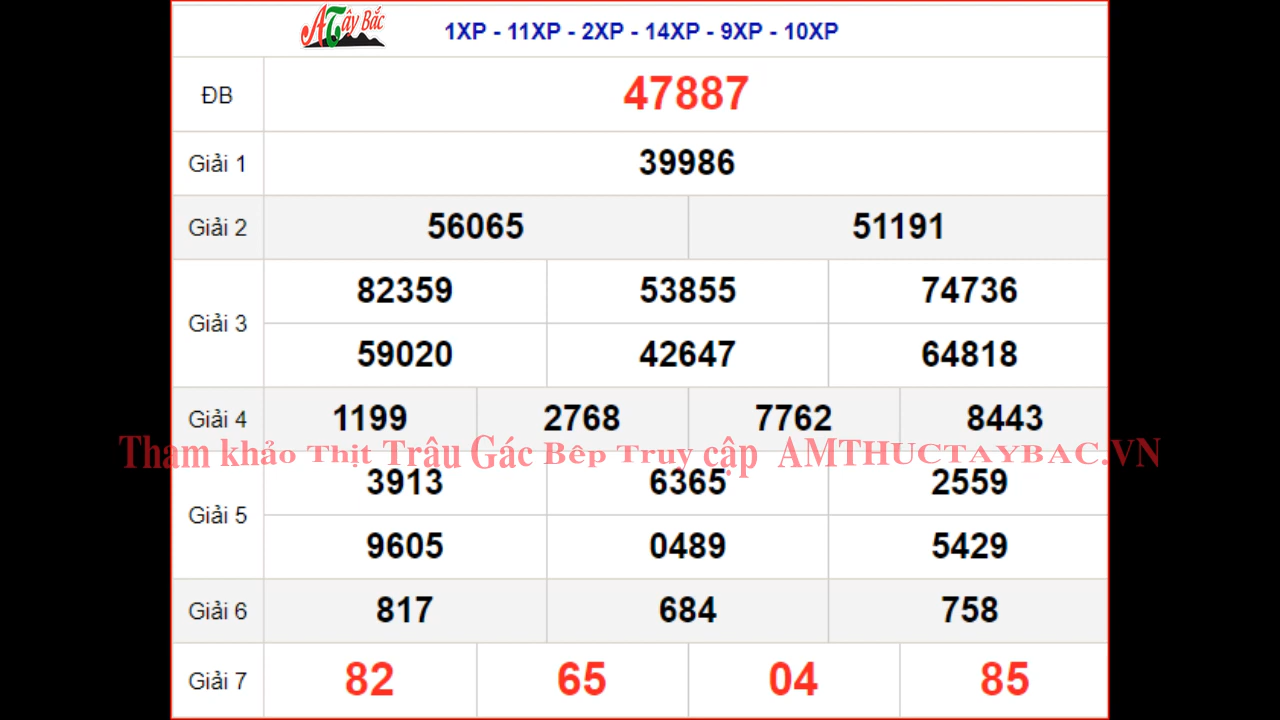 ATây Bắc 1XP - 11XP - 2XP - 14XP - 9XP - 10XP
ĐB 47887
Giải 1 39986
Giải 2 56065 51191
82359 53855 74736
Giải 3
59020 42647 64818
Giải 4 1199 2768 7762 8443
Tham khảo Thịt Trâu Gác Bếp Truy cập AMTHUCTAYBAC.VN
3913 6365 2559
Giải 5
9605 0489 5429
Giải 6 817 684 758
Giải 7 82 65 04 85